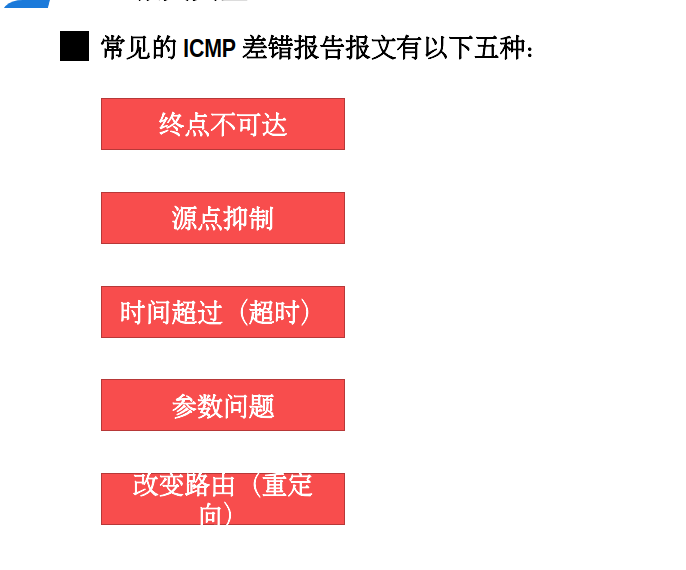 常见的 ICMP 差错报告报文有以下五种:
终点不可达
源点抑制
时间超过（超时）
参数问题
改变路由（重定
向）